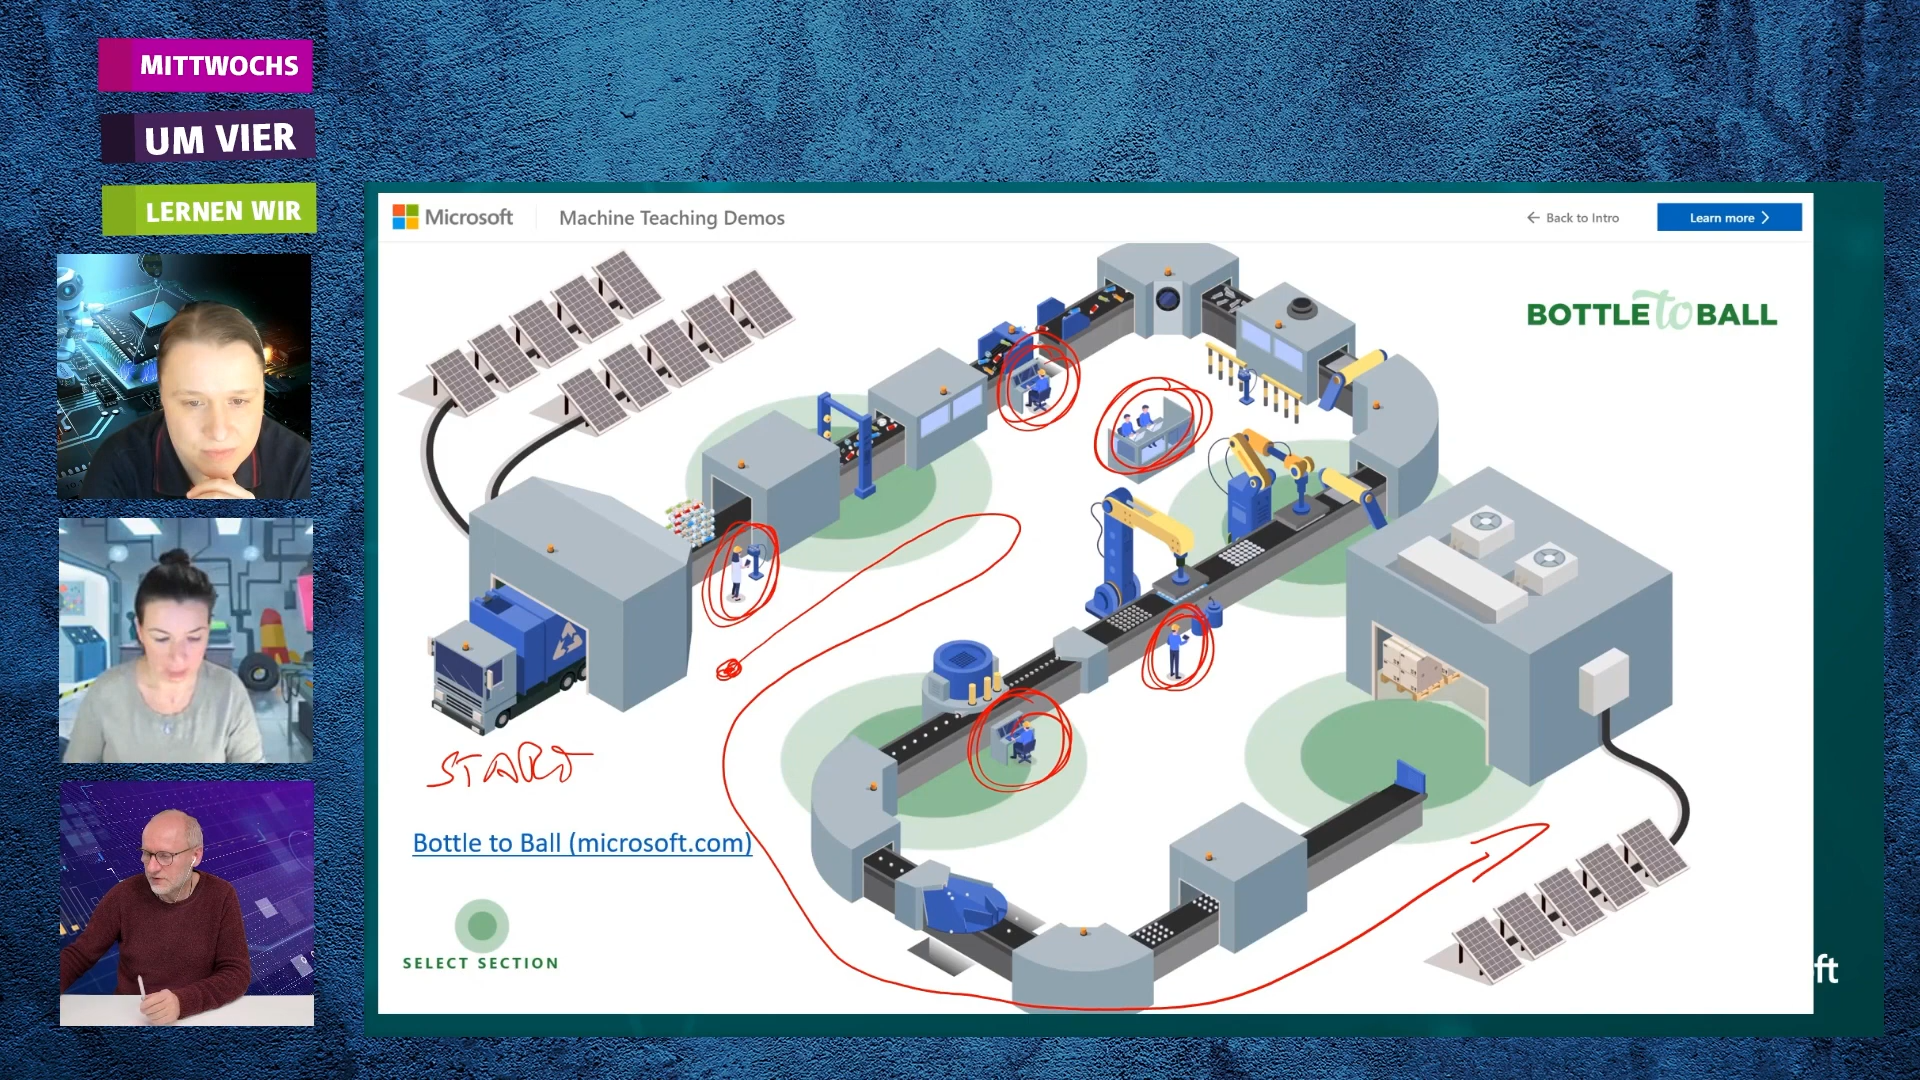 MITTWOCHS
UM VIER
LERNEN WIR
Microsoft
Machine Teaching Demos
Back to Intro
Learn more
BOTTLE to BALL
START
Bottle to Ball (microsoft.com)
SELECT SECTION
ft